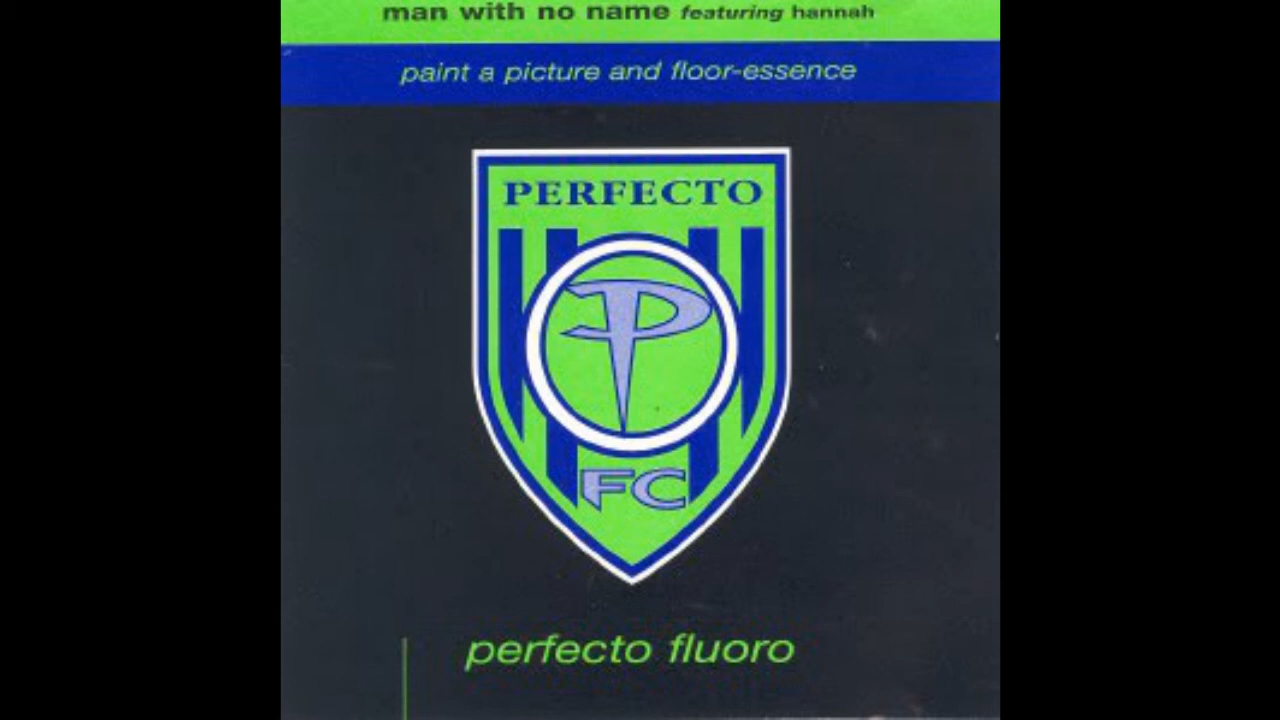 man with no name featuring hannah
paint a picture and floor-essence
PERFECTO
P
FC
perfecto fluoro